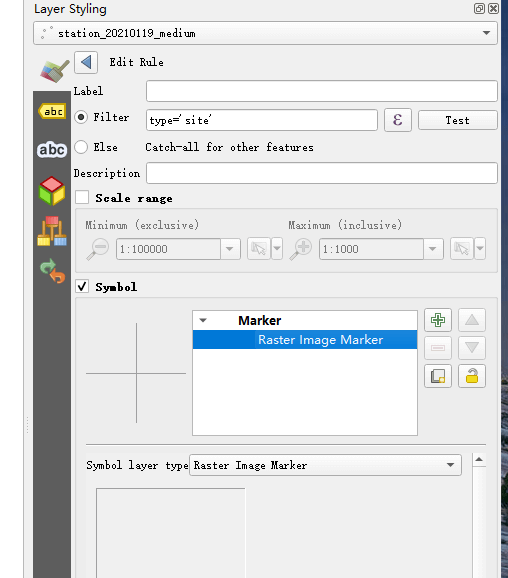 Layer Styling
station_20210119_medium
Edit Rule
Label
abc
Filter
type='site'
ε
Test
abc
Else
Catch-all for other features
Description
Scale range
Minimum (exclusive)
Maximum (inclusive)
1:100000
1:1000
Symbol
Marker
Raster Image Marker
Symbol layer type
Raster Image Marker